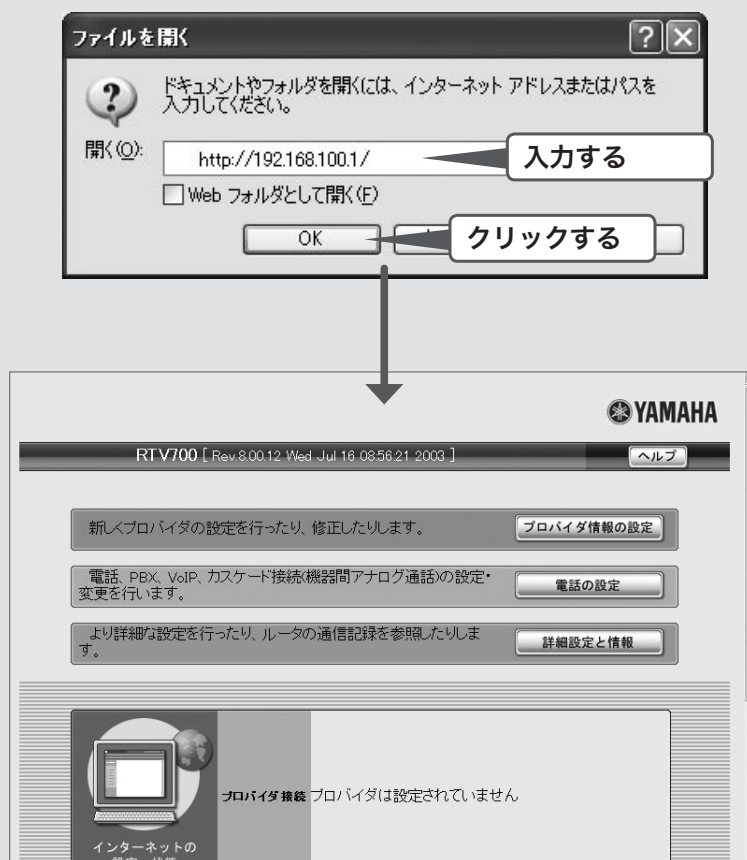 ファイルを開く
ドキュメントやフォルダを開くには、インターネット アドレスまたはパスを
入力してください。
開く(O):
http://192.168.100.1/
入力する
Web フォルダとして開く(F)
OK
クリックする
YAMAHA
RTV700 [ Rev.8.00.12 Wed Jul 16 08:56:21 2003 ]
ヘルプ
新しくプロバイダの設定を行ったり、修正したりします。
プロバイダ情報の設定
電話、PBX、VoIP、カスケード接続(機器間アナログ通話)の設定・
変更を行います。
電話の設定
より詳細な設定を行ったり、ルータの通信記録を参照したりしま
す。
詳細設定と情報
プロバイダ接続
プロバイダは設定されていません
インターネットの